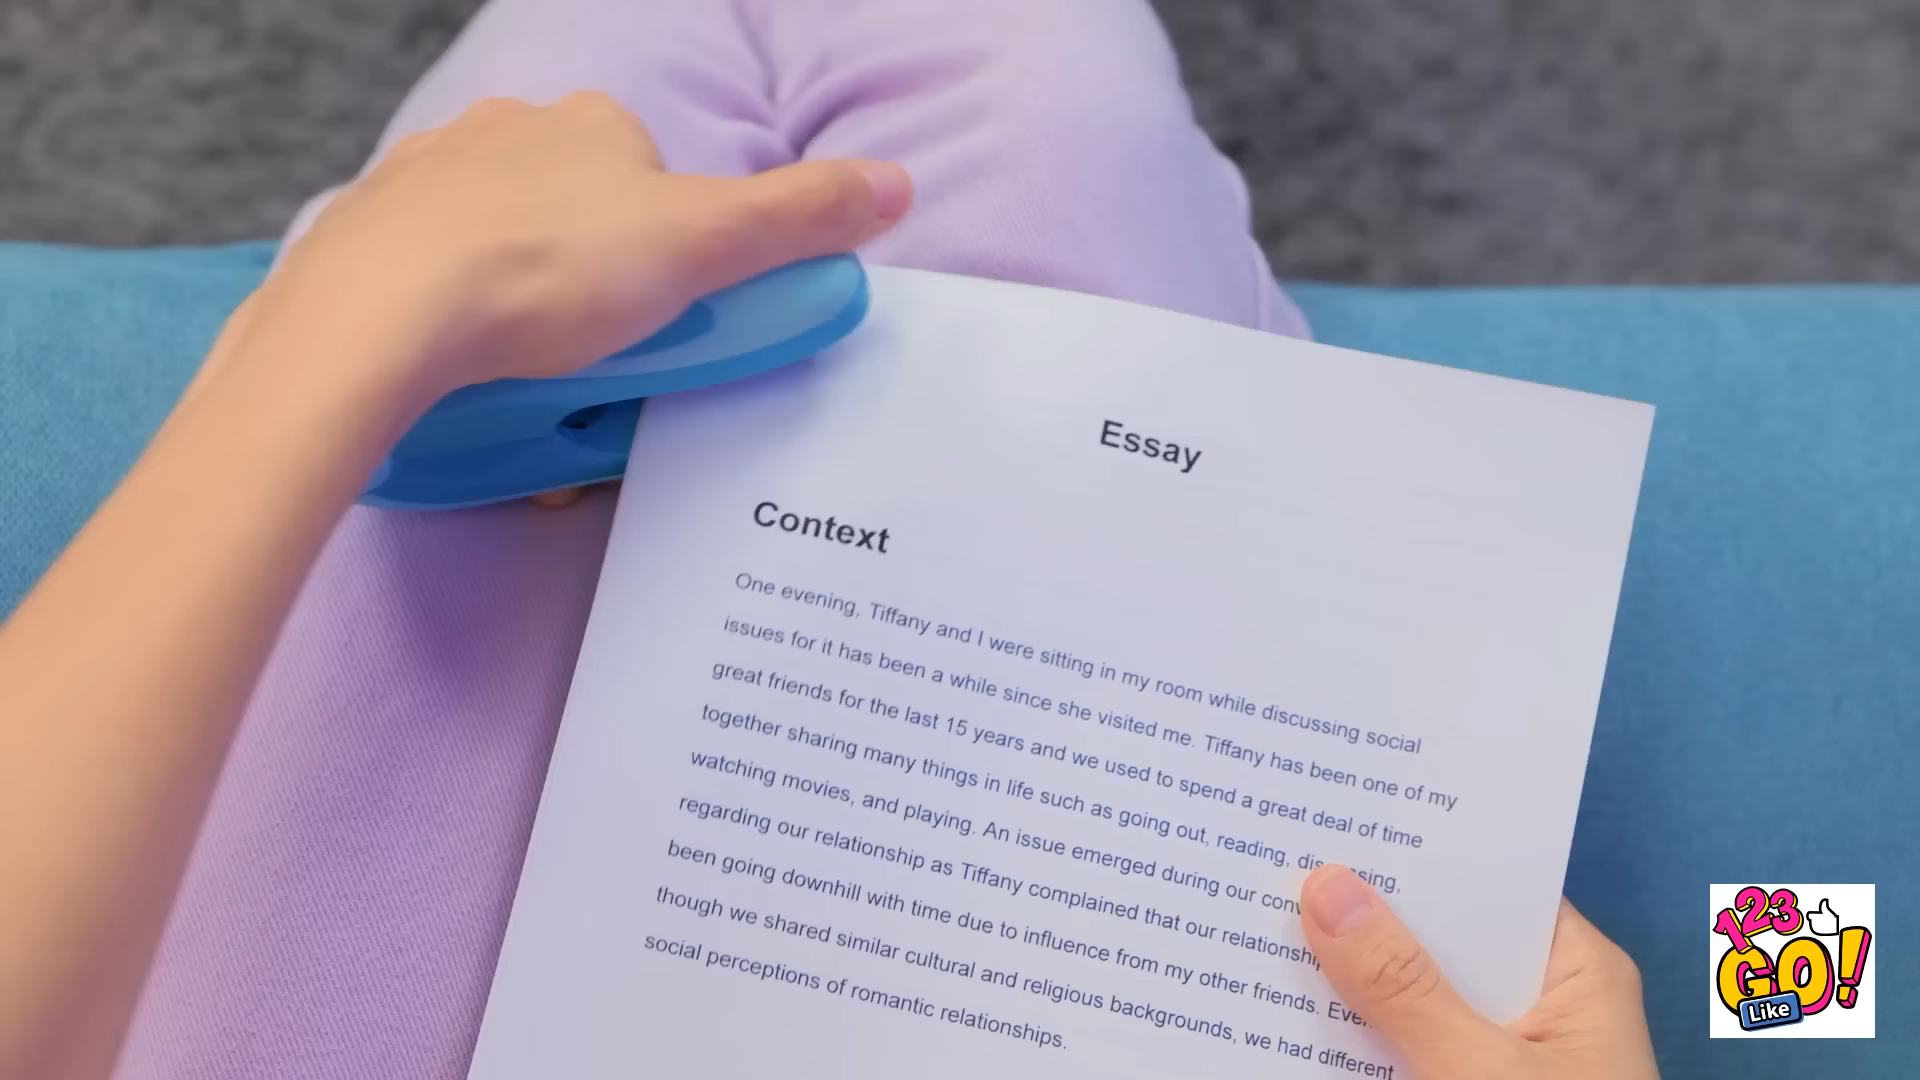 Essay
Context
One evening, Tiffany and I were sitting in my room while discussing social
issues for it has been a while since she visited me. Tiffany has been one of my
great friends for the last 15 years and we used to spend a great deal of time
together sharing many things in life such as going out, reading,
watching movies, and playing. An issue emerged during our
regarding our relationship as Tiffany complained that our
been going downhill with time due to influence from my other friends.
though we shared similar cultural and religious backgrounds, we had different
social perceptions of romantic relationships.
123
GO!
Like